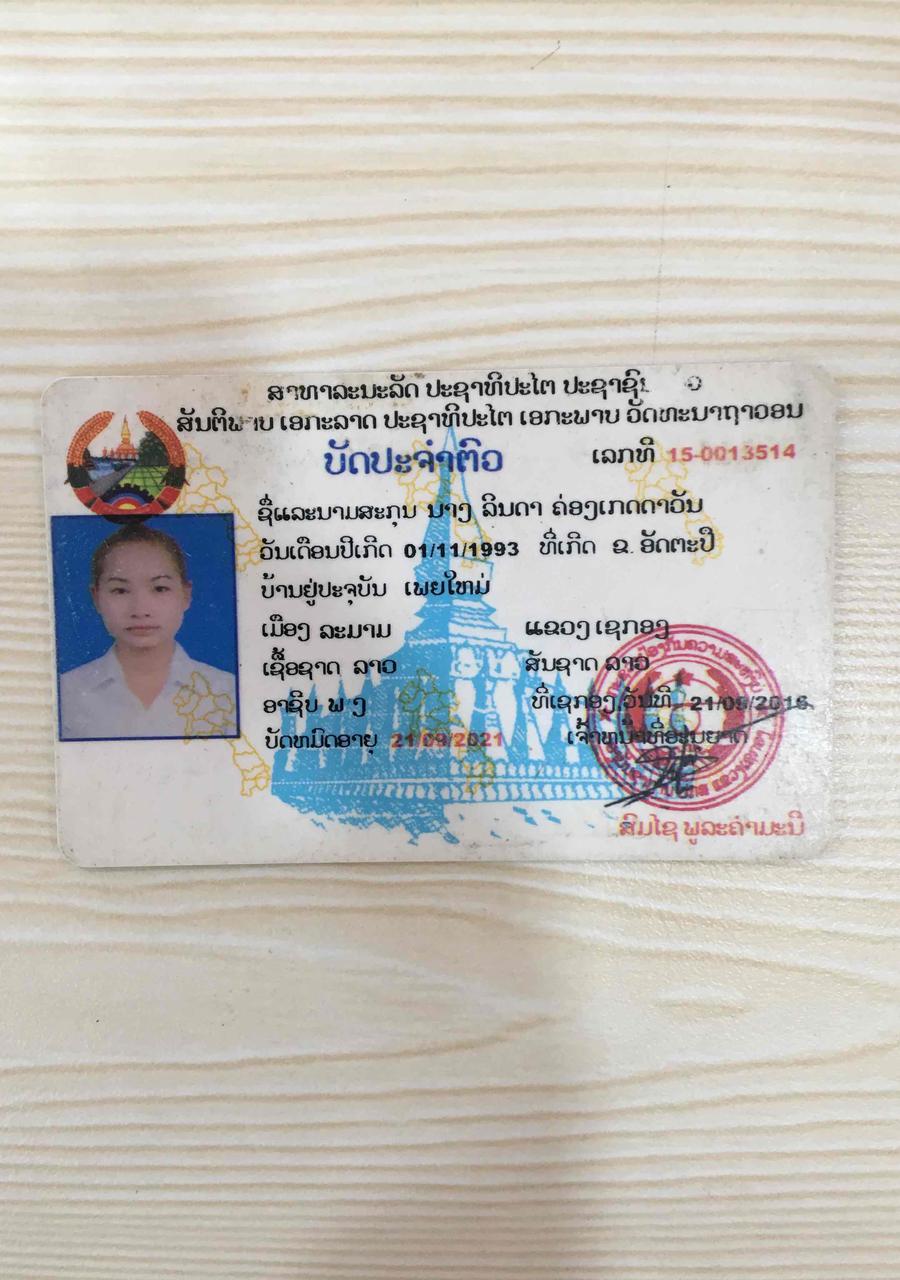 ສາທາລະນະລັດ ປະຊາທິປະໄຕ ປະຊາຊົນ
ສັນຕິພາບ ເອກະລາດ ປະຊາທິປະໄຕ ເອກະພາບ ວັດທະນາຖາວອນ
ບັດປະຈຳຕົວ ເລກທີ 15-0013514
ຊື່ແລະນາມສະກຸນ ນາງ ລິນດາ ຄ່ອງເກດດາວັນ
ວັນເດືອນປີເກີດ 01/11/1993 ທີ່ເກີດ ຂ. ອັດຕະປື
ບ້ານຢູ່ປະຈຸບັນ ເພຍໃຫມ່
ເມືອງ ລະມາມ ແຂວງ ເຊກອງ
ເຊື້ອຊາດ ລາວ ສັນຊາດ ລາວ
ອາຊີບ ພ ງ ທີ່ເຊກອງ ວັນທີ 21/09/2016
ບັດຫມົດອາຍຸ 21/09/2021 ເຈົ້າຫນ້າທີ່ອະນຸຍາດ
ສົມໄຊ ພູລະຄຳມະນີ